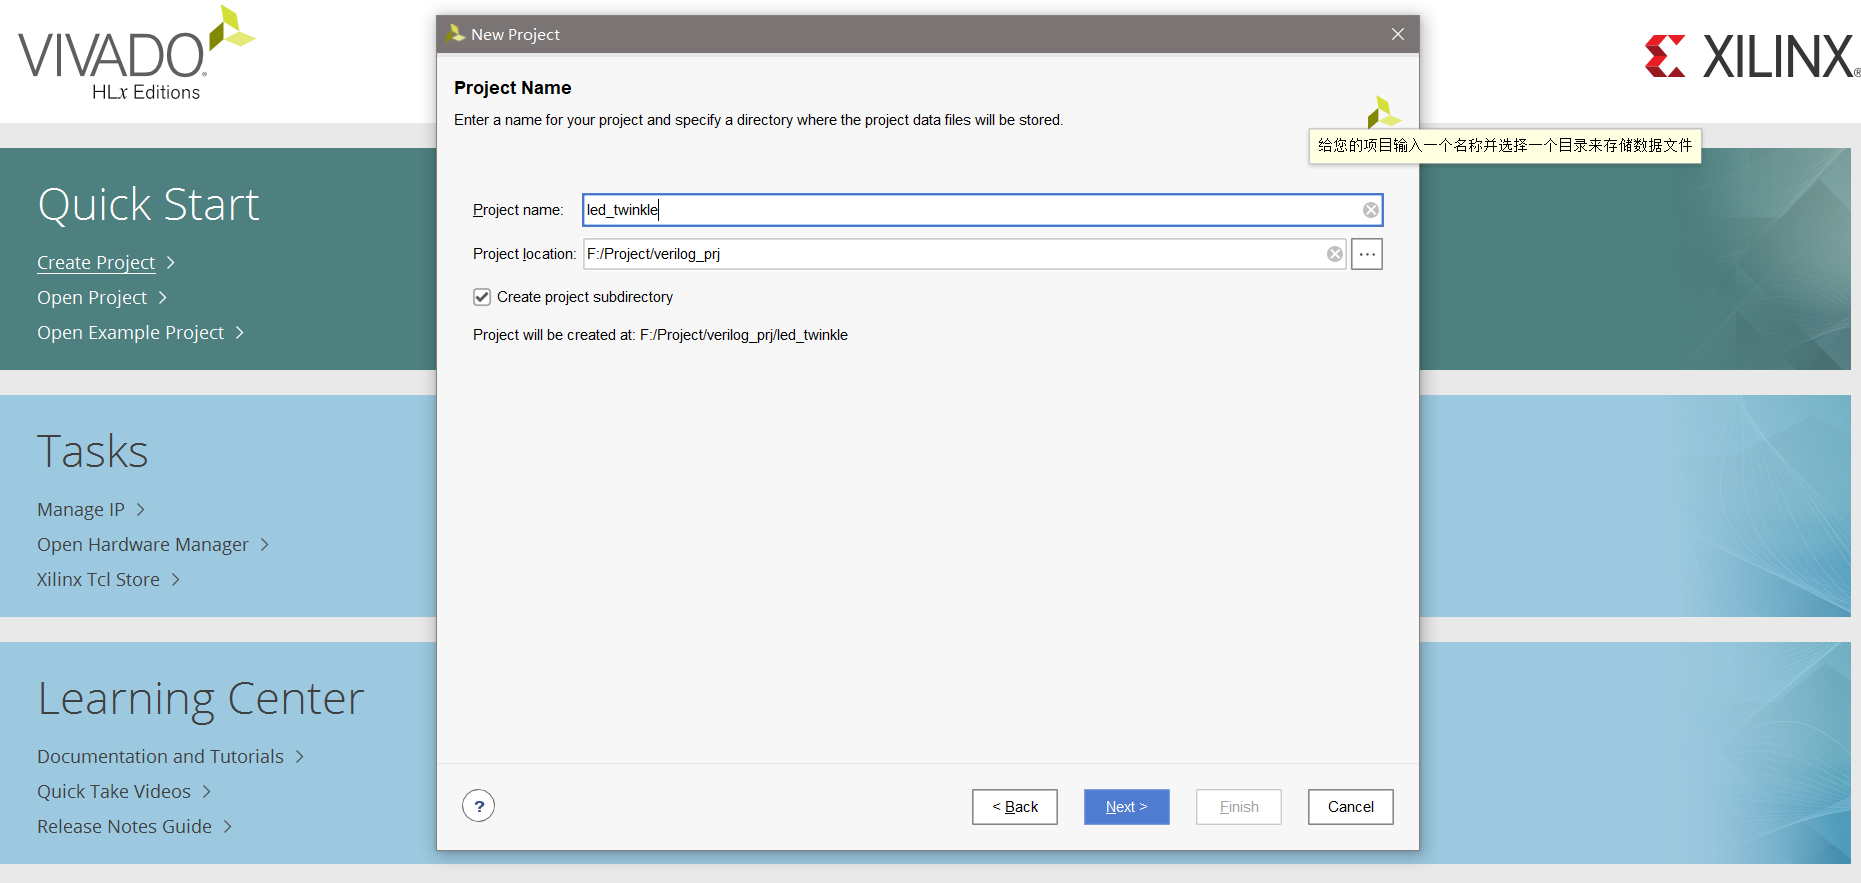 VIVADO®
HLx Editions
XILINX®
Quick Start
Create Project >
Open Project >
Open Example Project >
Tasks
Manage IP >
Open Hardware Manager >
Xilinx Tcl Store >
Learning Center
Documentation and Tutorials >
Quick Take Videos >
Release Notes Guide >
New Project
Project Name
Enter a name for your project and specify a directory where the project data files will be stored.
给您的项目输入一个名称并选择一个目录来存储数据文件
Project name: led_twinkle
Project location: F:/Project/verilog_prj ...
Create project subdirectory
Project will be created at: F:/Project/verilog_prj/led_twinkle
? < Back Next > Finish Cancel